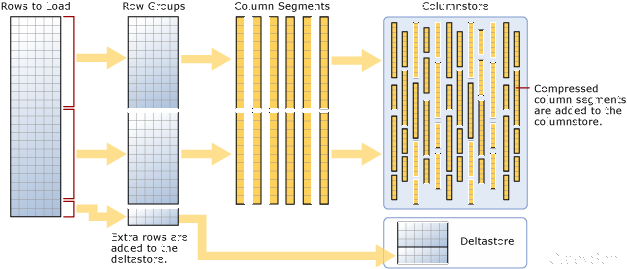 Rows to Load
Row Groups
Column Segments
Columnstore
Compressed
column segments
are added to the
columnstore.
Extra rows are
added to the
deltastore.
Deltastore